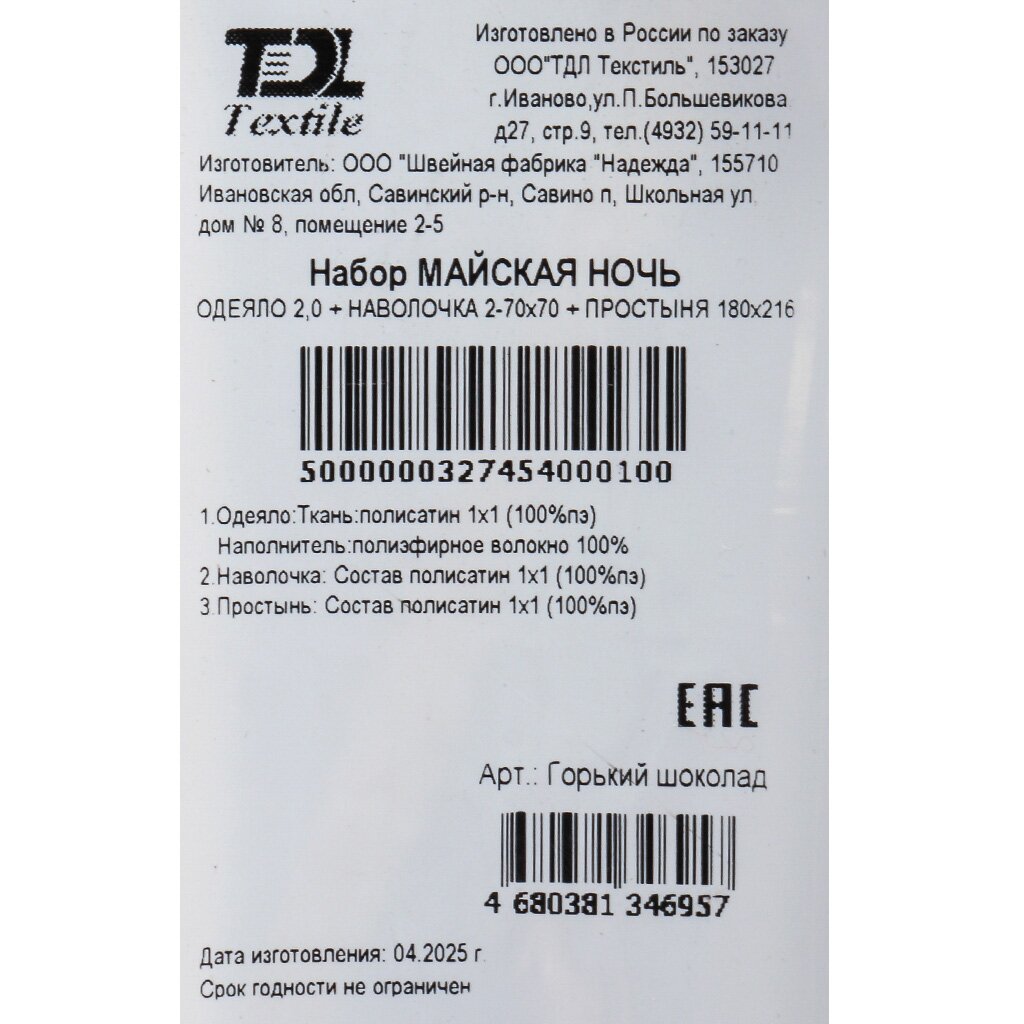 TDL
Textile
Изготовлено в России по заказу
ООО"ТДЛ Текстиль", 153027
г.Иваново,ул.П.Большевикова
д27, стр.9, тел.(4932) 59-11-11
Изготовитель: ООО "Швейная фабрика "Надежда", 155710
Ивановская обл, Савинский р-н, Савино п, Школьная ул
дом № 8, помещение 2-5
Набор МАЙСКАЯ НОЧЬ
ОДЕЯЛО 2,0 + НАВОЛОЧКА 2-70х70 + ПРОСТЫНЯ 180х216
5000000327454000100
1.Одеяло:Ткань:полисатин 1х1 (100%пэ)
Наполнитель:полиэфирное волокно 100%
2.Наволочка: Состав полисатин 1х1 (100%пэ)
3.Простынь: Состав полисатин 1х1 (100%пэ)
EAC
Арт.: Горький шоколад
4 680381 346957
Дата изготовления: 04.2025 г.
Срок годности не ограничен